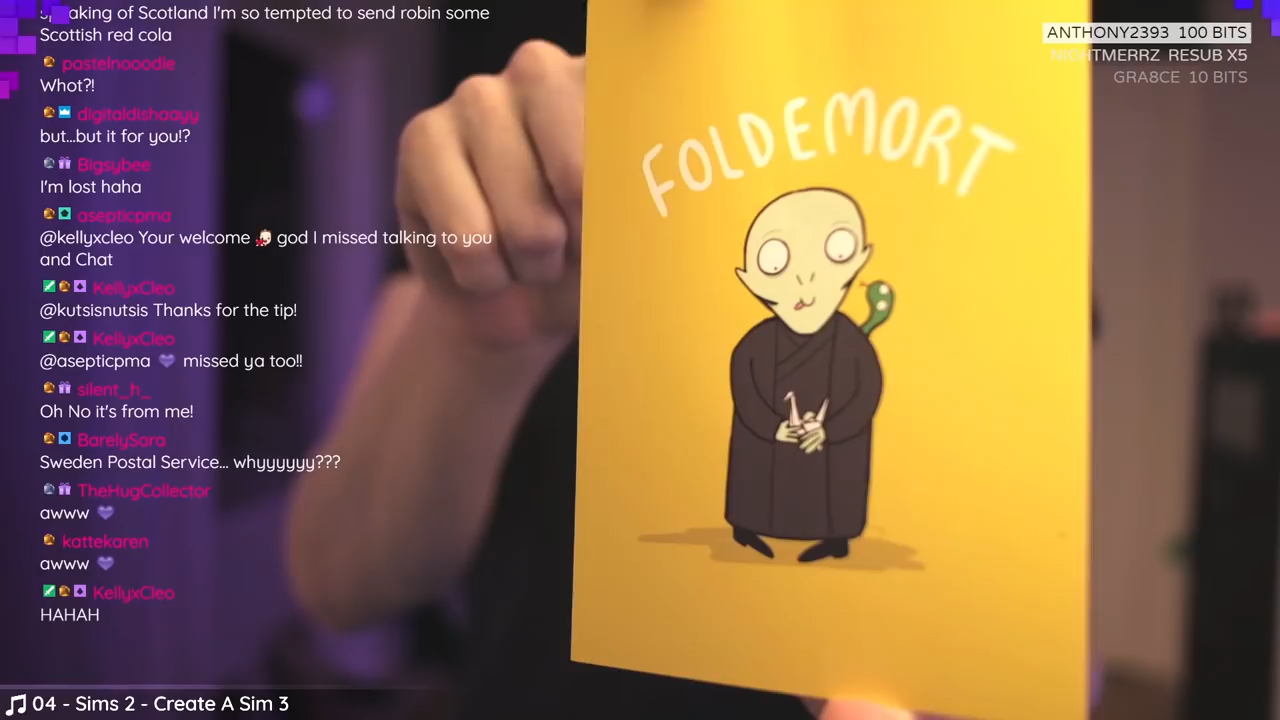 speaking of Scotland I'm so tempted to send robin some
Scottish red cola
pastelnooodie
Whot?!
digitaldishaayy
but...but it for you!?
Bigsybee
I'm lost haha
asepticpma
@kellyxcleo Your welcome god I missed talking to you
and Chat
KellyxCleo
@kutsisnutsis Thanks for the tip!
KellyxCleo
@asepticpma 💜 missed ya too!!
silent_h_
Oh No it's from me!
BarelySara
Sweden Postal Service... whyyyyyy???
TheHugCollector
awww 💜
kattekaren
awww 💜
KellyxCleo
HAHAH
04 - Sims 2 - Create A Sim 3
FOLDEMORT
ANTHONY2393 100 BITS
NIGHTMERRZ RESUB X5
GRA8CE 10 BITS